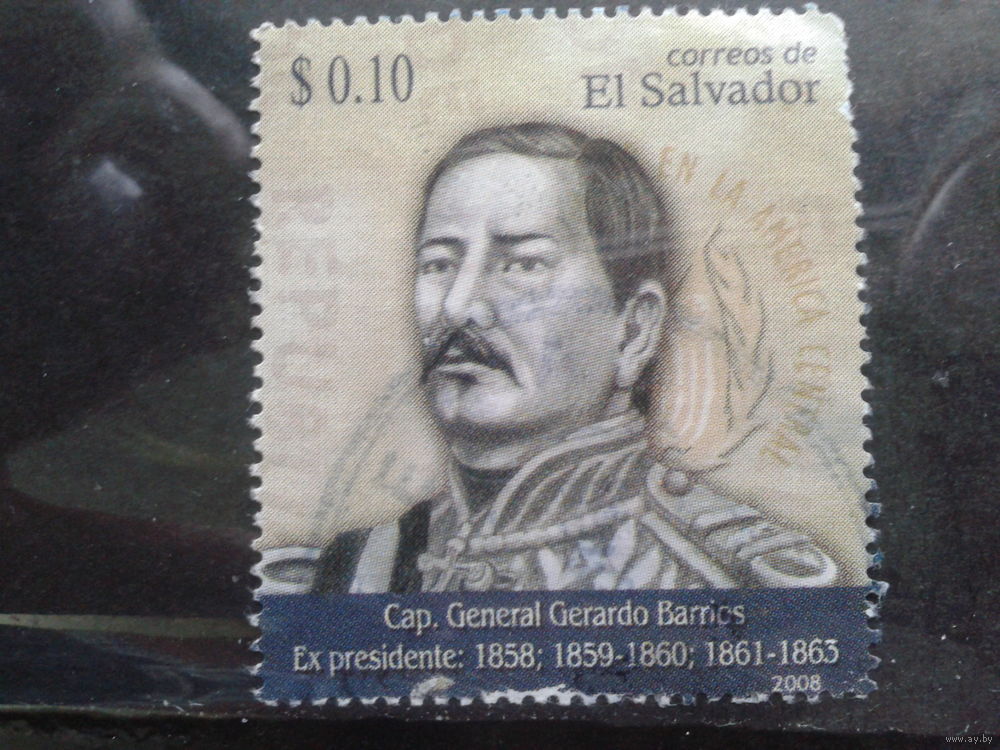 $ 0.10
correos de
El Salvador
EN LA AMERICA CENTRAL
Cap. General Gerardo Barrios
Ex presidente: 1858; 1859-1860; 1861-1863
2008
www.ay.by